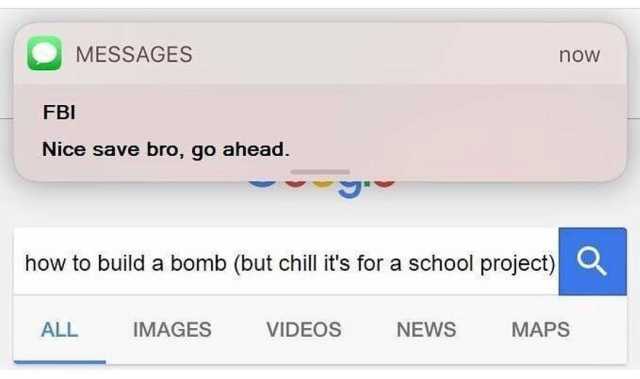 MESSAGES now
FBI
Nice save bro, go ahead.
how to build a bomb (but chill it's for a school project)
ALL IMAGES VIDEOS NEWS MAPS